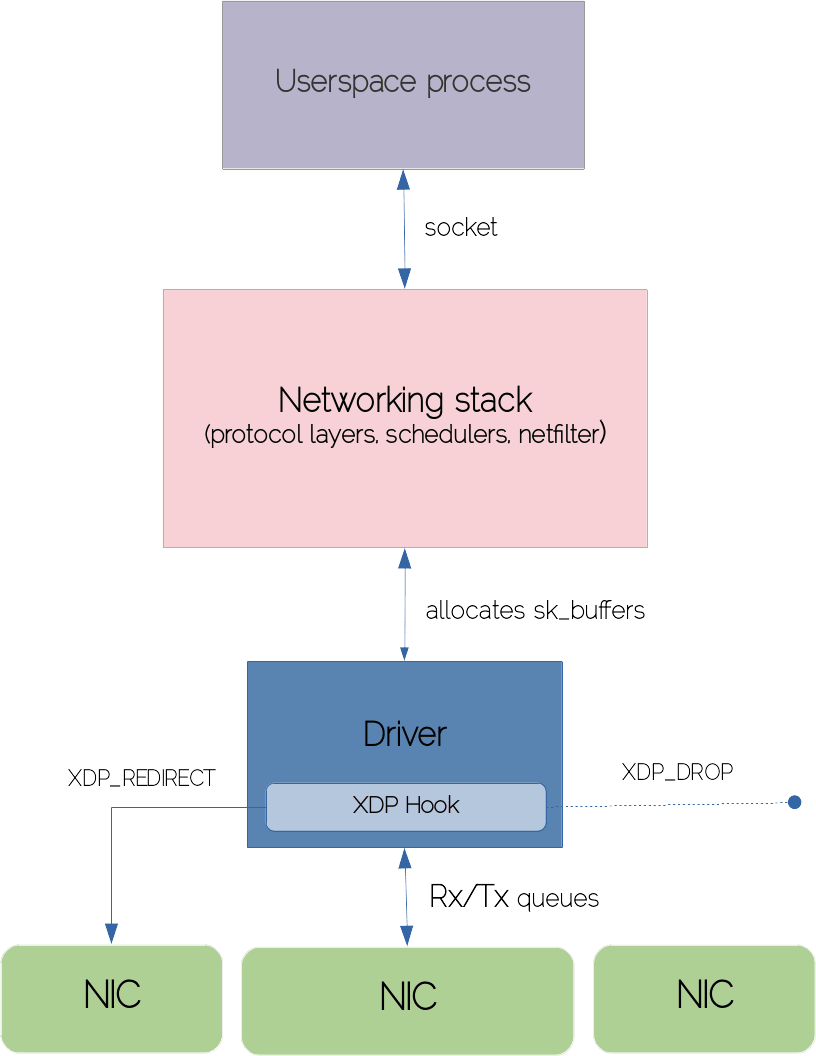 Userspace process
socket
Networking stack
(protocol layers, schedulers, netfilter)
allocates sk_buffers
Driver
XDP_REDIRECT
XDP_DROP
XDP Hook
Rx/Tx queues
NIC
NIC
NIC